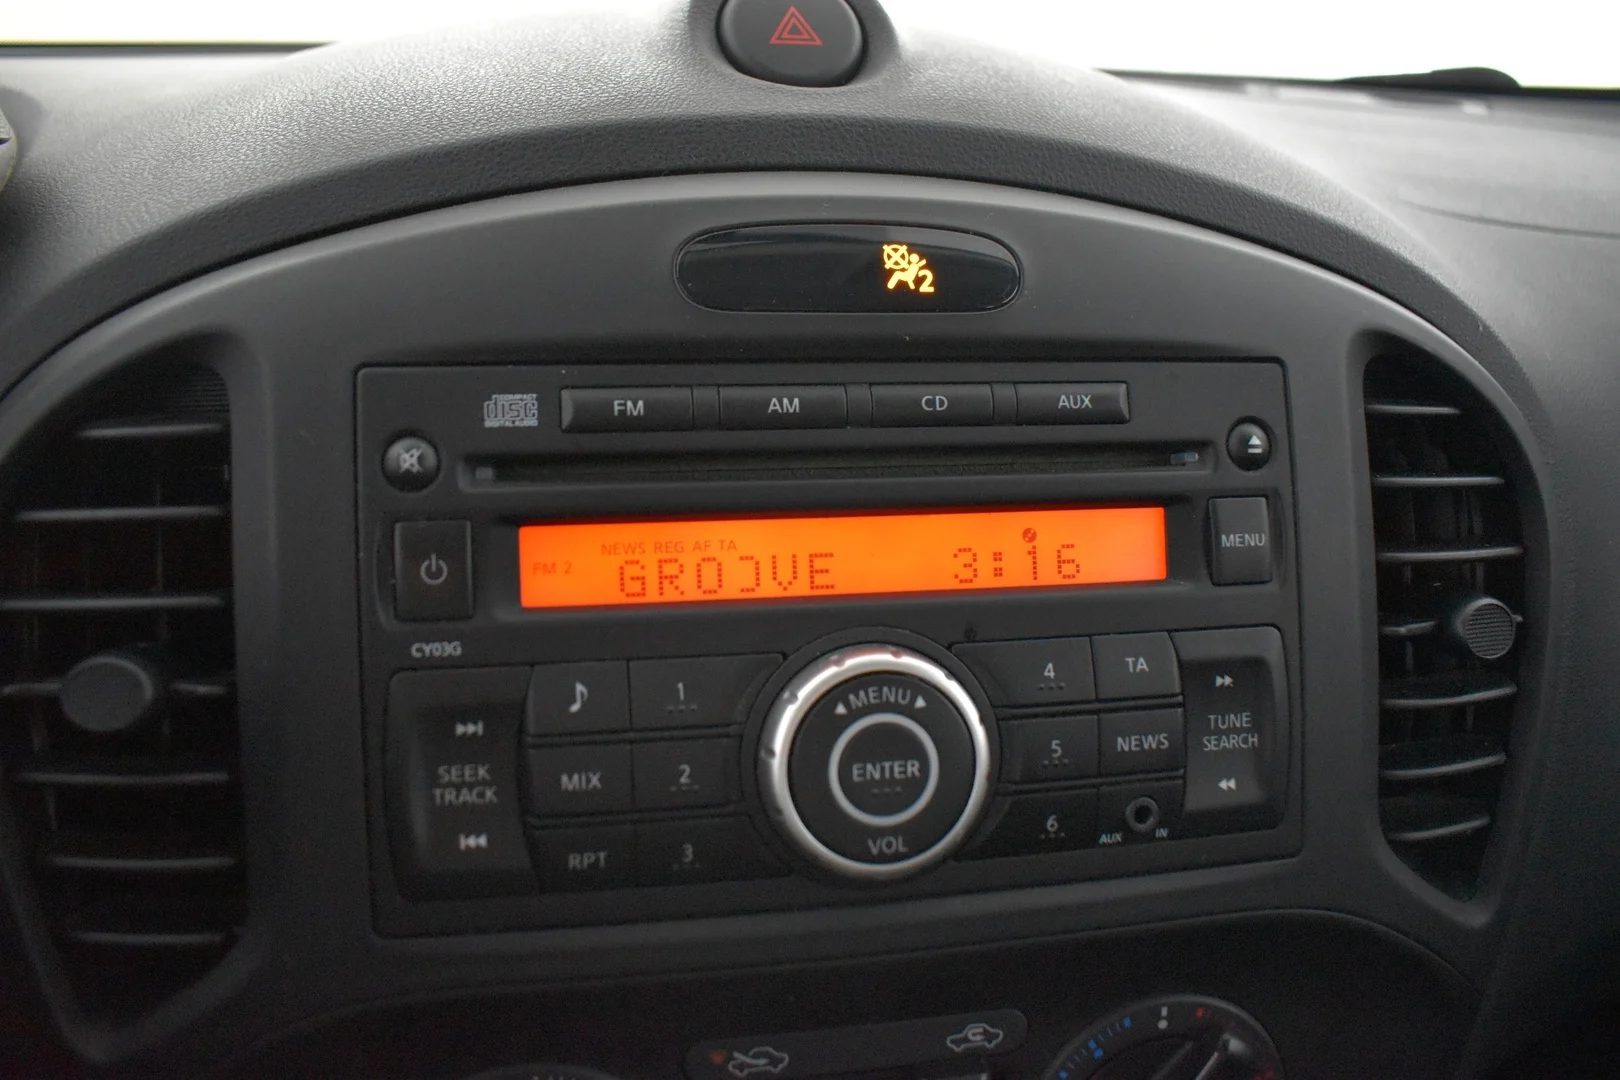 2
COMPACT
disc
DIGITAL AUDIO
FM
AM
CD
AUX
NEWS REG AF TA
FM 2
GROOVE 3:16
MENU
CY03G
SEEK
TRACK
MIX
RPT
1
2
3
MENU
ENTER
VOL
4
5
6
TA
NEWS
AUX IN
TUNE
SEARCH